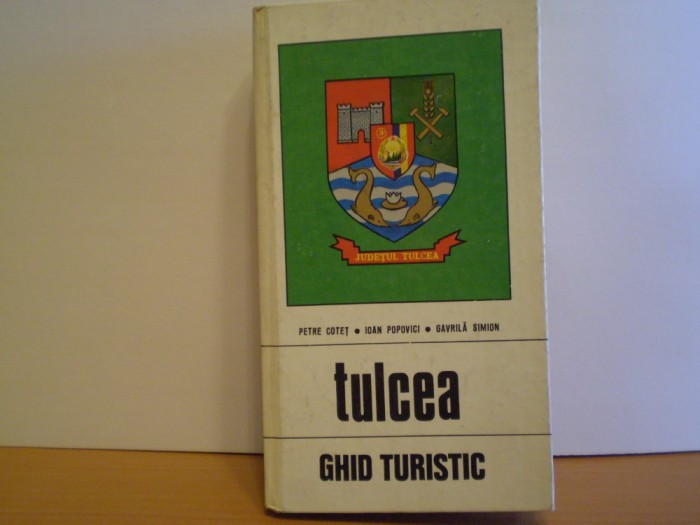 JUDEȚUL TULCEA
PETRE COTEȚ • IOAN POPOVICI • GAVRILĂ SIMION
tulcea
GHID TURISTIC